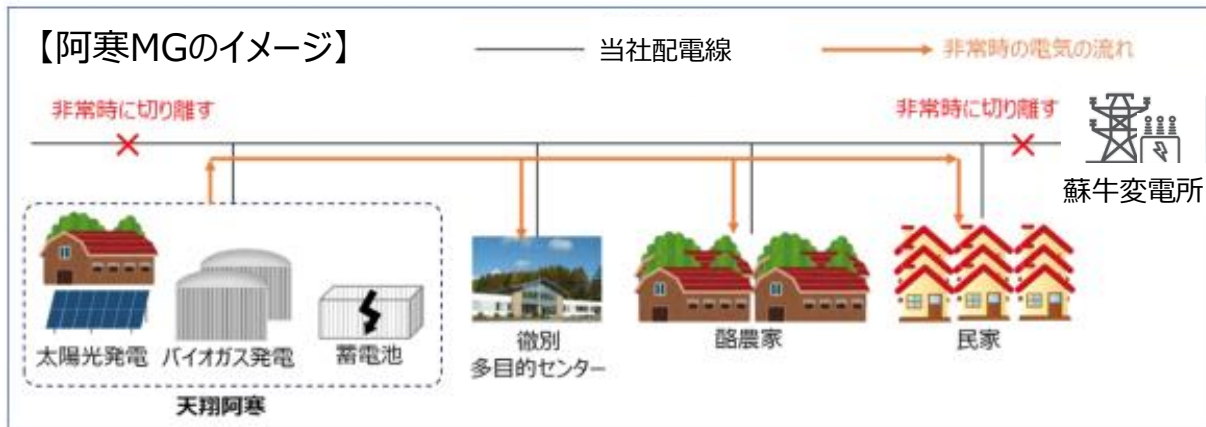 【阿寒MGのイメージ】
当社配電線
非常時の電気の流れ
非常時に切り離す
非常時に切り離す
蘇牛変電所
太陽光発電
バイオガス発電
蓄電池
徹別
多目的センター
酪農家
民家
天翔阿寒